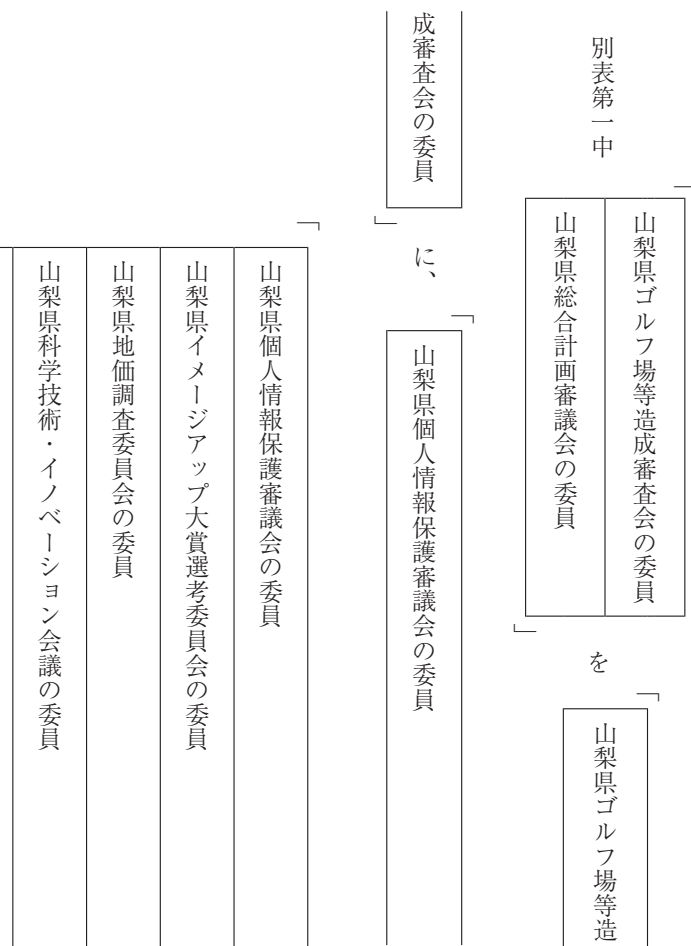 別表第一中
「
山梨県ゴルフ場等造成審査会の委員
山梨県総合計画審議会の委員
」
を
「
山梨県ゴルフ場等造
成審査会の委員
」
に、
「
山梨県個人情報保護審議会の委員
「
山梨県個人情報保護審議会の委員
山梨県イメージアップ大賞選考委員会の委員
山梨県地価調査委員会の委員
山梨県科学技術・イノベーション会議の委員